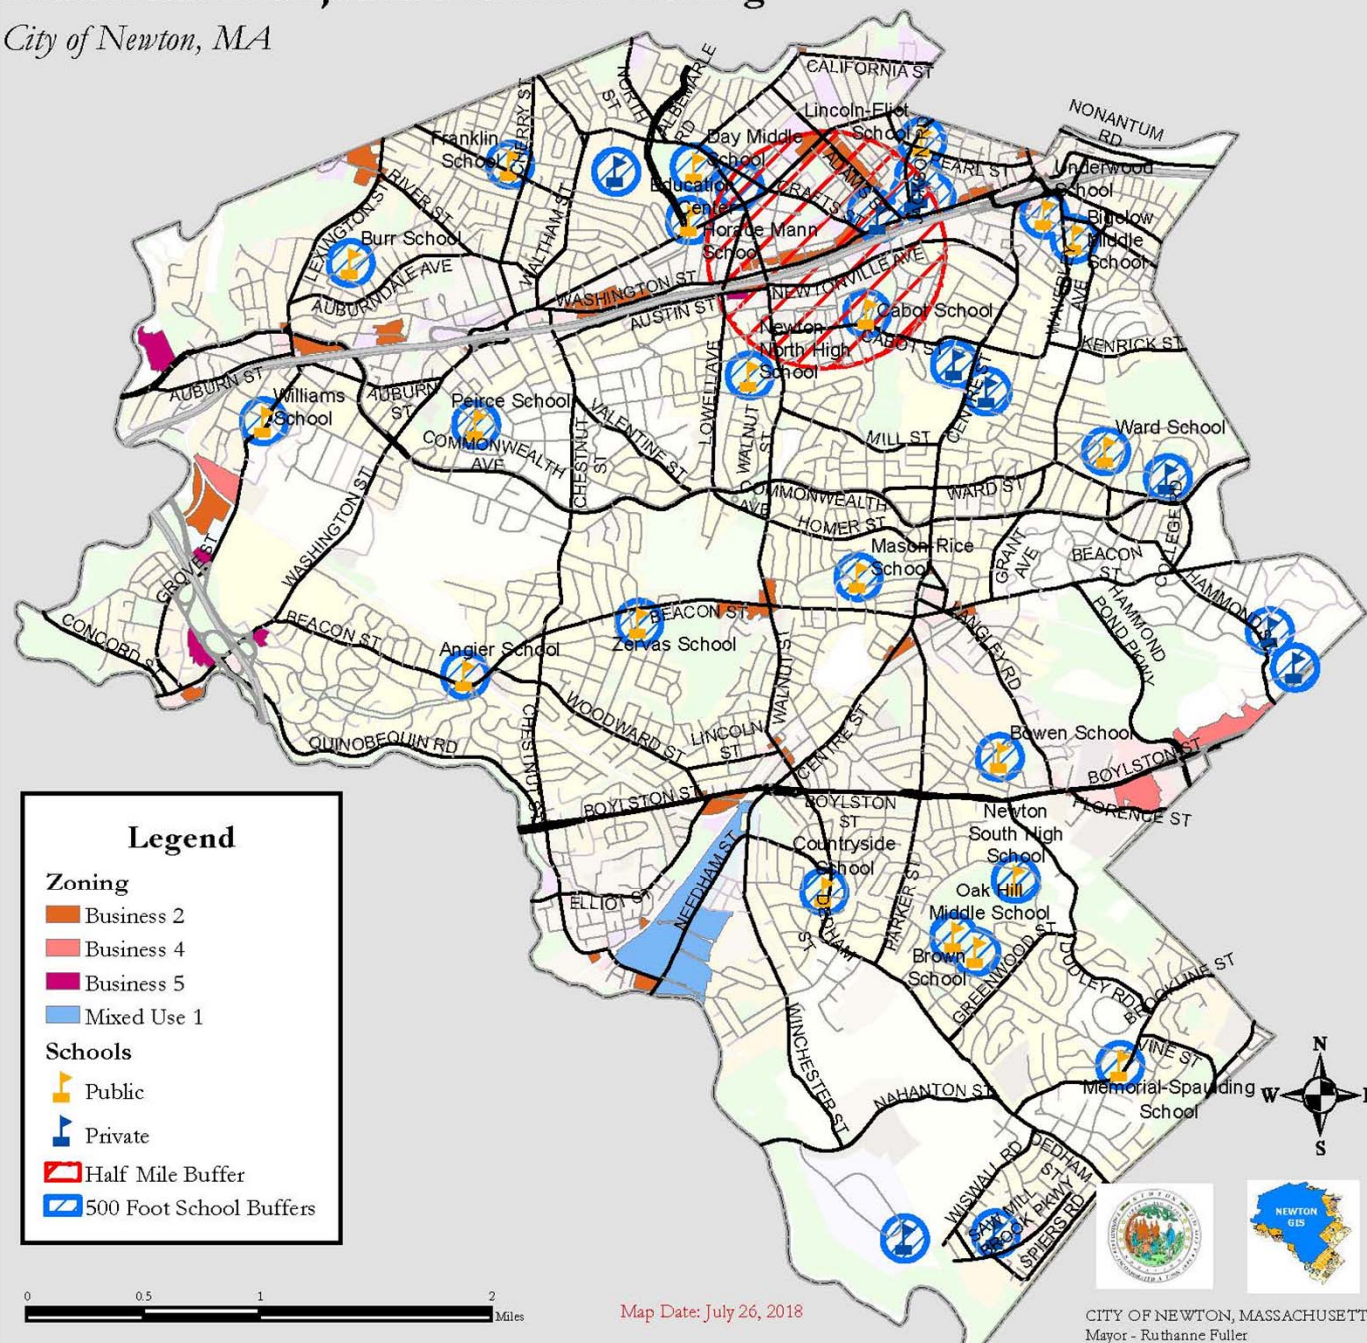 City of Newton, MA
CALIFORNIA ST
NORTH
ST
ALBEMARLE
RD
CHERRY ST
NONANTUM
RD
Lincoln-Eliot
School
Franklin
School
Day Middle
School
ADAMS S
JACKSON RD
PEARL ST
Underwood
School
RIVER ST
Education
Center
CRAFTS ST
Horace Mann
School
Bigelow
Middle
School
LEXINGTON ST
WALTHAM ST
Burr School
AUBURNDALE AVE
WASHINGTON ST
NEWTONVILLE AVE
WAVERLEY
AVE
AUSTIN ST
Cabot School
Newton
North High
School
CABOT S
KENRICK ST
AUBURN ST
Williams
School
AUBURN
ST
Peirce School
LOWELL AVE
WALNUT
ST
CENTRE ST
VALENTINE ST
MILL ST
Ward School
COMMONWEALTH
AVE
CHESTNUT
ST
COMMONWEALTH
AVE
WARD ST
HOMER ST
COLLEGE RD
WASHINGTON ST
GROVE ST
Mason-Rice
School
GRANT
AVE
BEACON
ST
HAMMOND S
HAMMOND
POND PKWY
CONCORD
BEACON ST
BEACON ST
LANGLEY RD
Angier School
Zervas School
WALNUT ST
WOODWARD ST
LINCOLN
ST
CENTRE ST
QUINOBEQUIN RD
CHESTNUT ST
Bowen School
BOYLSTON ST
BOYLSTON ST
BOYLSTON
ST
FLORENCE ST
Newton
South High
School
Countryside
School
NEEDHAM ST
ELLIOT ST
DEDHAM
ST
PARKER ST
Oak Hill
Middle School
Brown
School
GREENWOOD ST
DUDLEY RD
BROOKLINE ST
WINCHESTER ST
VINE ST
NAHANTON ST
Memorial-Spaulding
School
WISWALL RD
DEDHAM
ST
SAW MILL
BROOK PKWY
SPIERS RD
Legend
Zoning
Business 2
Business 4
Business 5
Mixed Use 1
Schools
Public
Private
Half Mile Buffer
500 Foot School Buffers
N
W
S
NEWTON
GIS
0 0.5 1 2
Miles
Map Date: July 26, 2018
CITY OF NEWTON, MASSACHUSETT
Mayor - Ruthanne Fuller